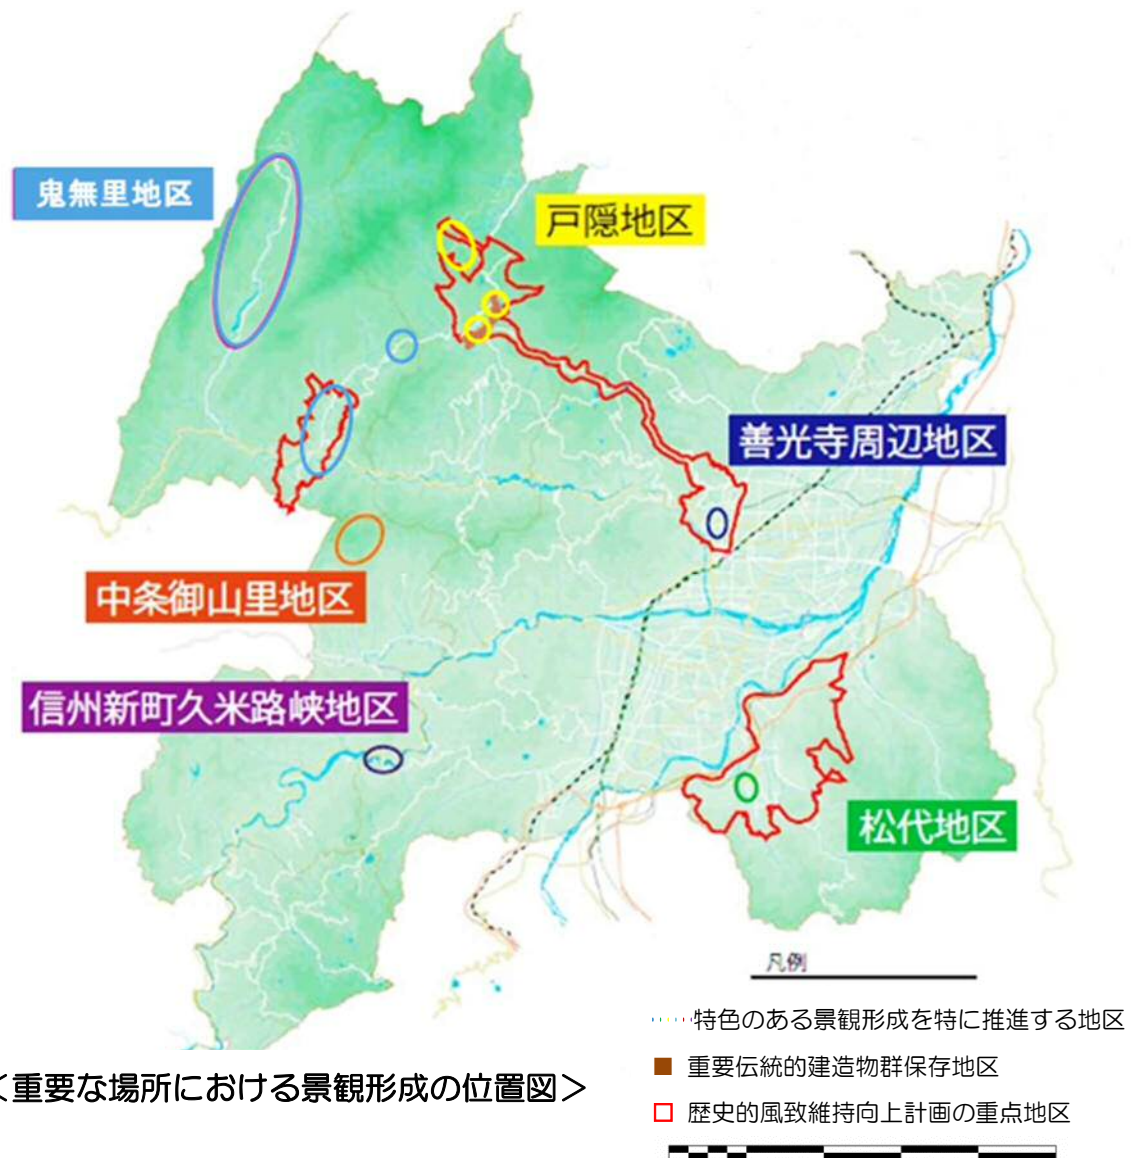 鬼無里地区
戸隠地区
善光寺周辺地区
中条御山里地区
信州新町久米路峡地区
松代地区
凡例
特色のある景観形成を特に推進する地区
重要伝統的建造物群保存地区
歴史的風致維持向上計画の重点地区
＜重要な場所における景観形成の位置図＞